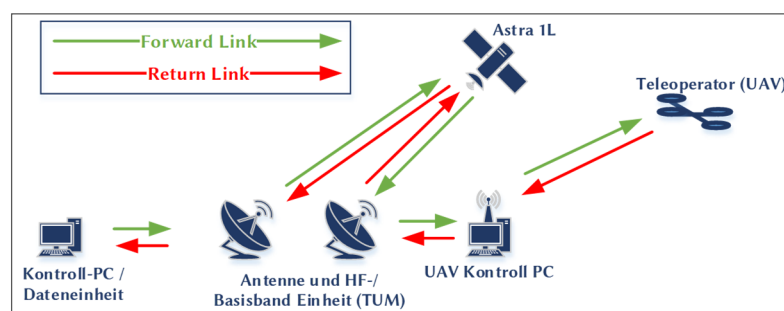 Forward Link
Return Link
Astra 1L
Teleoperator (UAV)
Kontroll-PC /
Dateneinheit
Antenne und HF-/
Basisband Einheit (TUM)
UAV Kontroll PC